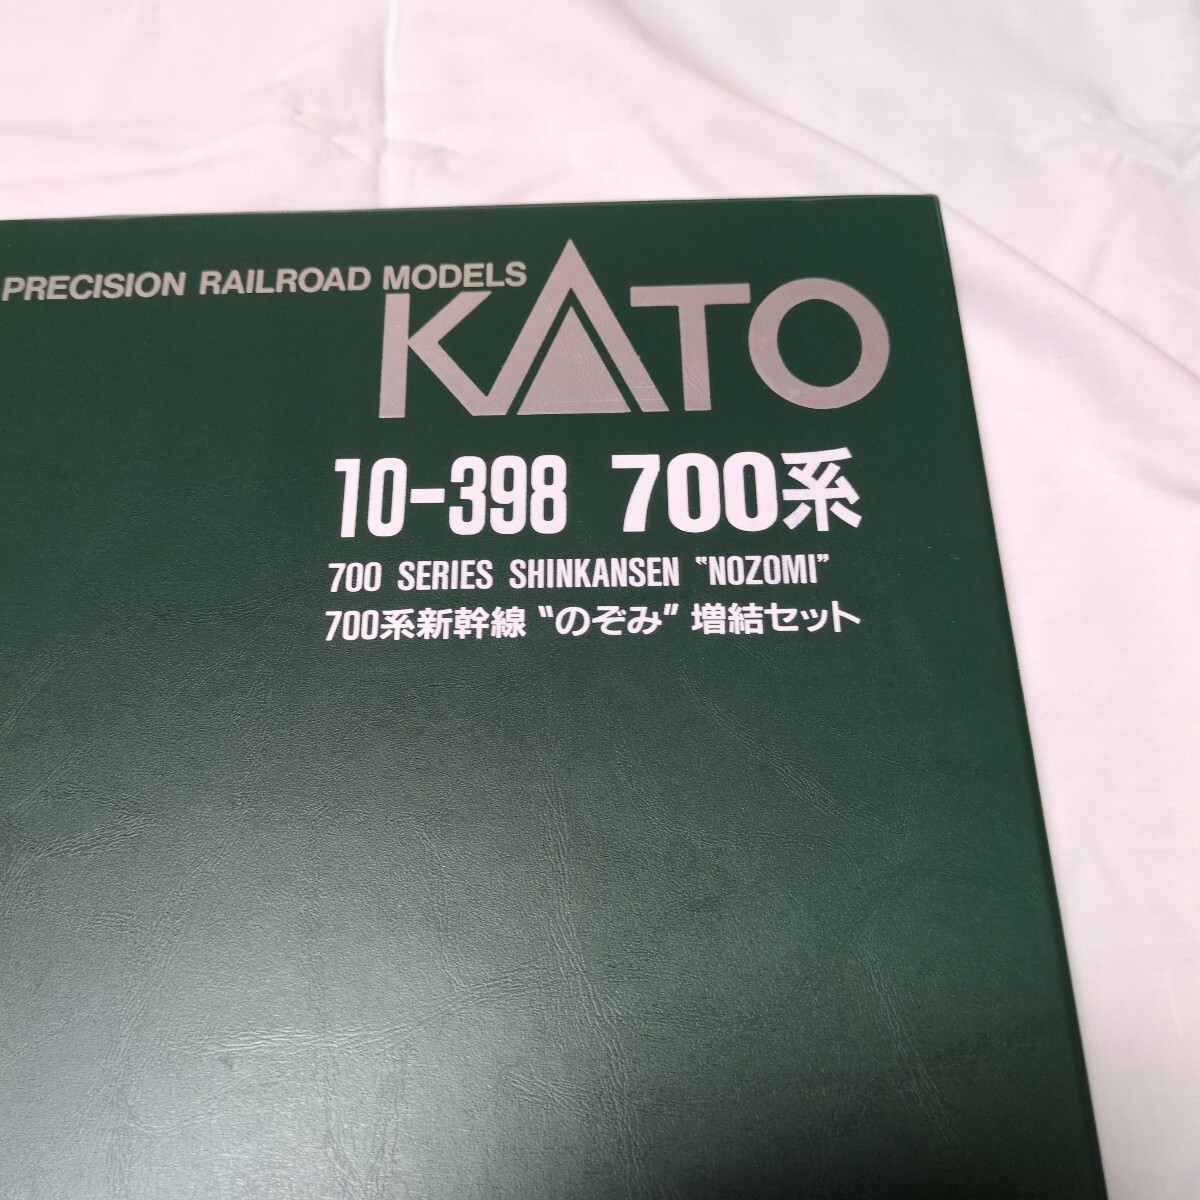 PRECISION RAILROAD MODELS
KATO
10-398 700系
700 SERIES SHINKANSEN〝NOZOMI”
700系新幹線〝のぞみ”増結セット